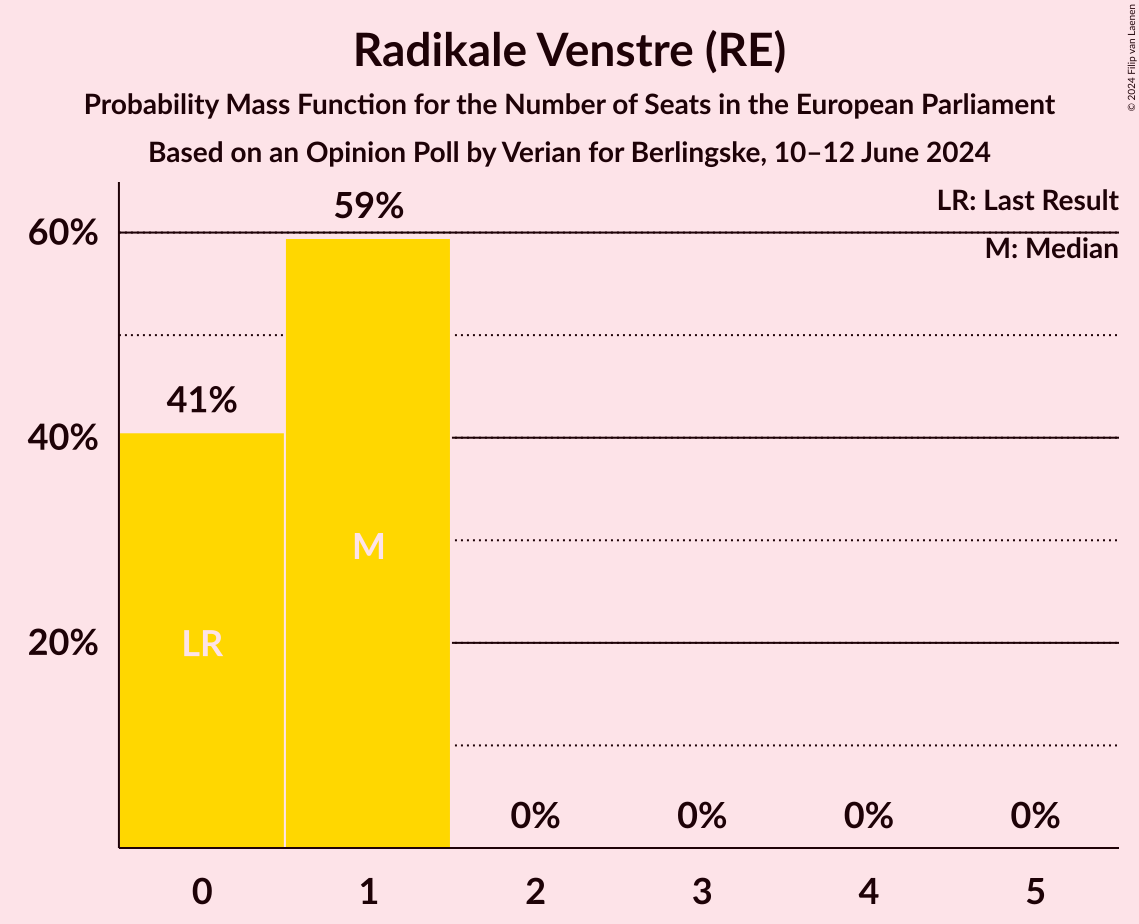 Radikale Venstre (RE)
Probability Mass Function for the Number of Seats in the European Parliament
Based on an Opinion Poll by Verian for Berlingske, 10–12 June 2024
© 2024 Filip van Laenen
LR: Last Result
M: Median
60%
40%
20%
59%
41%
M
LR
0%
0%
0%
0%
0
1
2
3
4
5